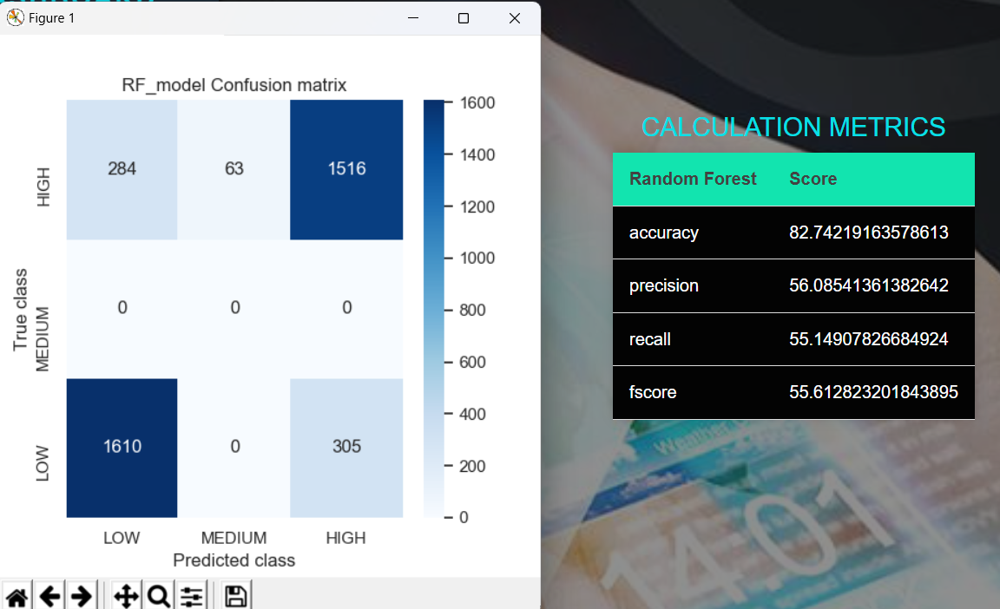 Figure 1
RF_model Confusion matrix
284 63 1516
0 0 0
1610 0 305
HIGH
MEDIUM
LOW
True class
LOW MEDIUM HIGH
Predicted class
1600
1400
1200
1000
800
600
400
200
0
CALCULATION METRICS
Random Forest Score
accuracy 82.74219163578613
precision 56.08541361382642
recall 55.14907826684924
fscore 55.612823201843895
Weather
14.01